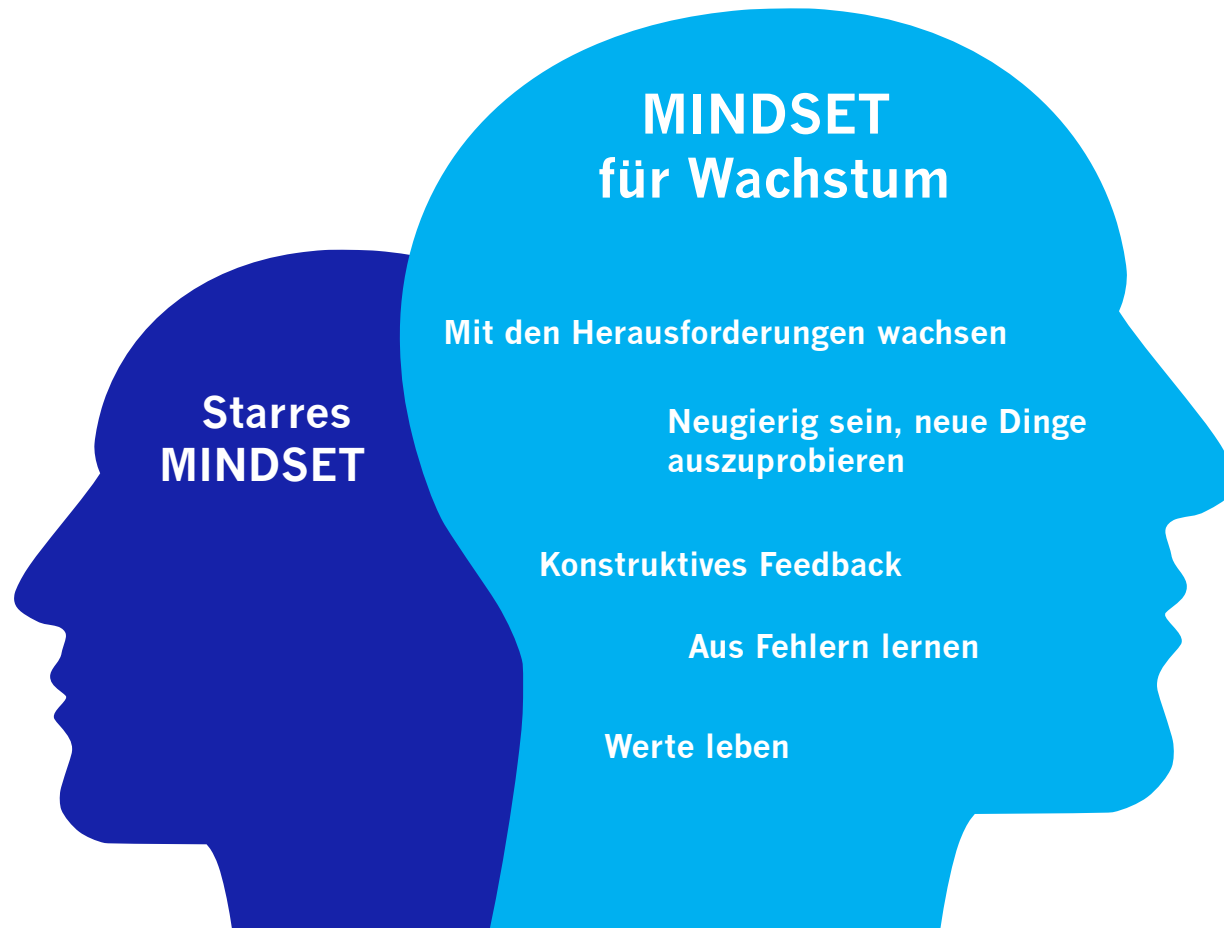 MINDSET
für Wachstum
Mit den Herausforderungen wachsen
Starres
MINDSET
Neugierig sein, neue Dinge
auszuprobieren
Konstruktives Feedback
Aus Fehlern lernen
Werte leben